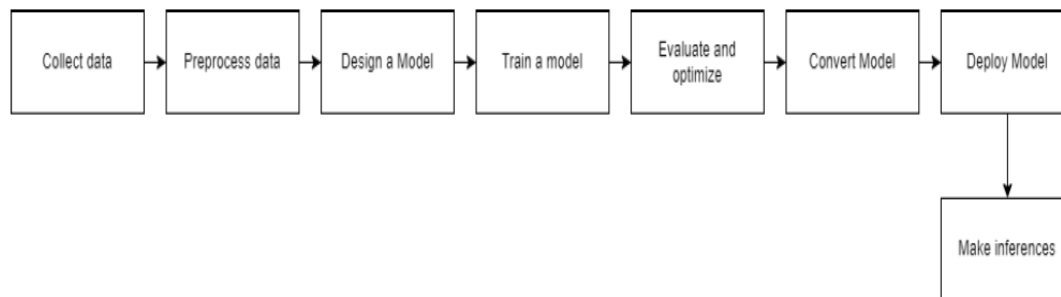 Collect data
Preprocess data
Design a Model
Train a model
Evaluate and
optimize
Convert Model
Deploy Model
Make inferences